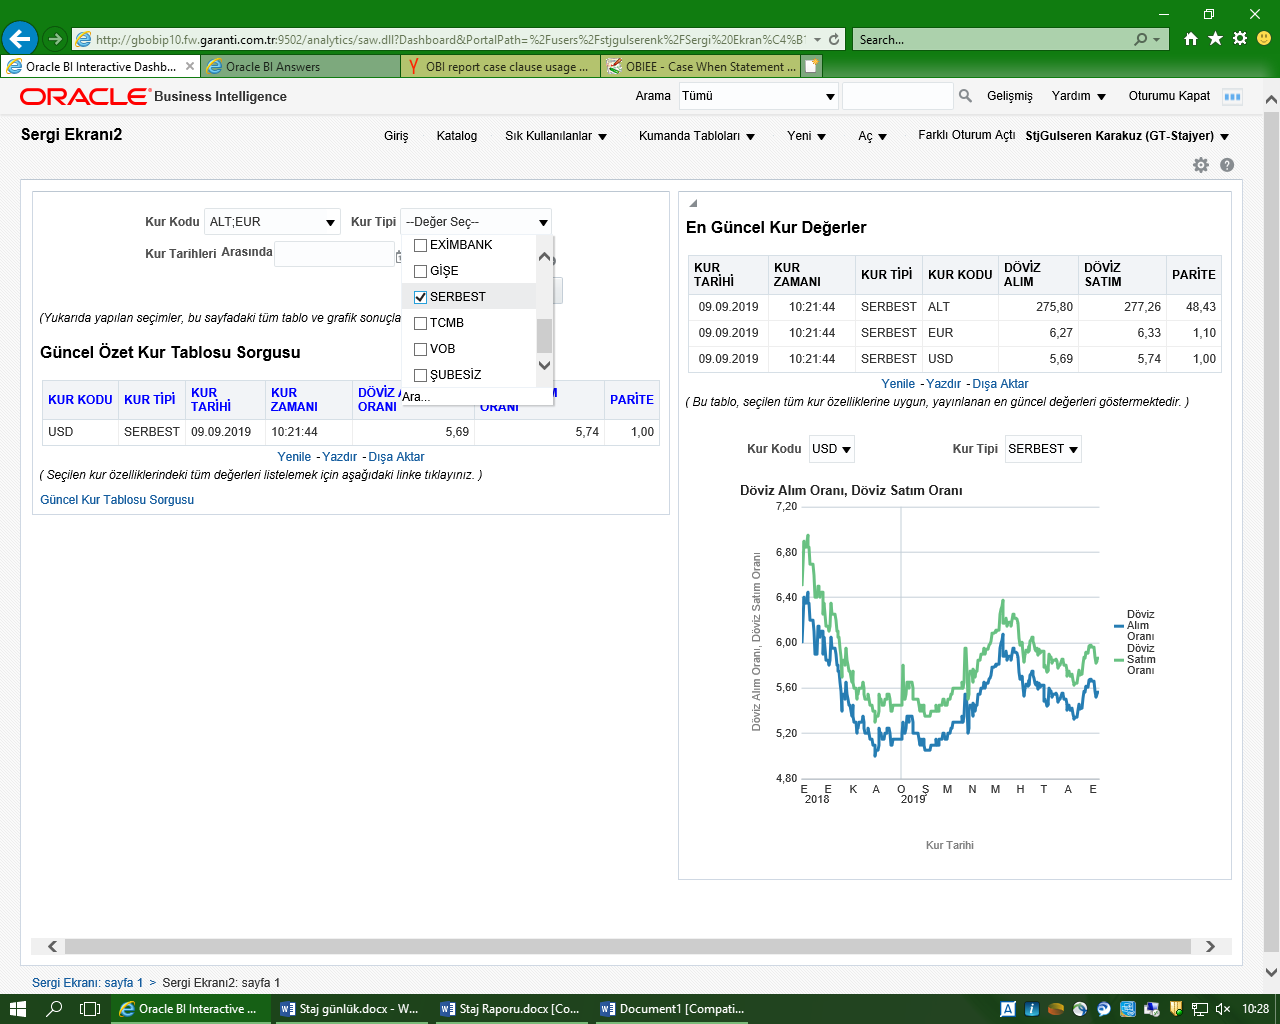 http://gbobip10.fw.garanti.com.tr:9502/analytics/saw.dll?Dashboard&PortalPath=%2Fusers%2Fstjgulserenk%2FSergi%20Ekran%C4%B1
Search...
Oracle BI Interactive Dashb...
Oracle BI Answers
OBI report case clause usage ...
OBIEE - Case When Statement ...
ORACLE Business Intelligence
Arama Tümü
Gelişmiş Yardım Oturumu Kapat
Sergi Ekranı2
Giriş Katalog Sık Kullanılanlar Kumanda Tabloları Yeni Aç Farklı Oturum Açtı StjGulseren Karakuz (GT-Stajyer)
Kur Kodu ALT;EUR Kur Tipi --Değer Seç--
Kur Tarihleri Arasında
EXİMBANK
GİŞE
SERBEST
TCMB
VOB
ŞUBESİZ
Ara...
(Yukarıda yapılan seçimler, bu sayfadaki tüm tablo ve grafik sonuçla
Güncel Özet Kur Tablosu Sorgusu
KUR KODU KUR TİPİ KUR TARİHİ KUR ZAMANI DÖVİZ ORANI ORANI PARİTE
USD SERBEST 09.09.2019 10:21:44 5,69 5,74 1,00
Yenile - Yazdır - Dışa Aktar
( Seçilen kur özelliklerindeki tüm değerleri listelemek için aşağıdaki linke tıklayınız. )
Güncel Kur Tablosu Sorgusu
En Güncel Kur Değerler
KUR TARİHİ KUR ZAMANI KUR TİPİ KUR KODU DÖVİZ ALIM DÖVİZ SATIM PARİTE
09.09.2019 10:21:44 SERBEST ALT 275,80 277,26 48,43
09.09.2019 10:21:44 SERBEST EUR 6,27 6,33 1,10
09.09.2019 10:21:44 SERBEST USD 5,69 5,74 1,00
Yenile - Yazdır - Dışa Aktar
( Bu tablo, seçilen tüm kur özelliklerine uygun, yayınlanan en güncel değerleri göstermektedir. )
Kur Kodu USD Kur Tipi SERBEST
Döviz Alım Oranı, Döviz Satım Oranı
7,20
6,80
6,40
6,00
5,60
5,20
4,80
Döviz Alım Oranı, Döviz Satım Oranı
E E K A O Ş M N M H T A E
2018 2019
Kur Tarihi
Döviz
Alım
Oranı
Döviz
Satım
Oranı
Sergi Ekranı: sayfa 1 > Sergi Ekranı2: sayfa 1
Oracle BI Interactive ...
Staj günlük.docx - W...
Staj Raporu.docx [Co...
Document1 [Compati...
10:28